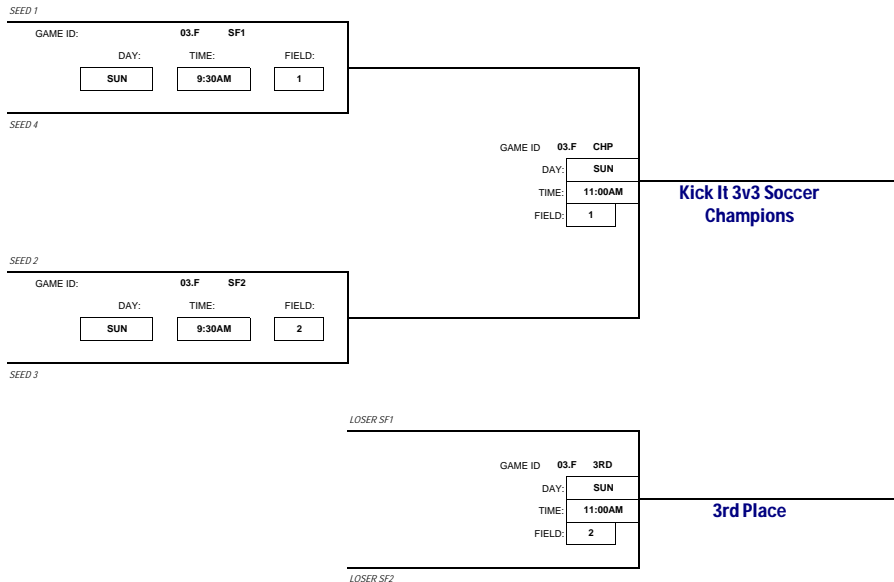 SEED 1
GAME ID: 03.F SF1
DAY: TIME: FIELD:
SUN 9:30AM 1
SEED 4
GAME ID 03.F CHP
DAY: SUN
TIME: 11:00AM
FIELD: 1
Kick It 3v3 Soccer
Champions
SEED 2
GAME ID: 03.F SF2
DAY: TIME: FIELD:
SUN 9:30AM 2
SEED 3
LOSER SF1
GAME ID 03.F 3RD
DAY: SUN
TIME: 11:00AM
FIELD: 2
3rd Place
LOSER SF2